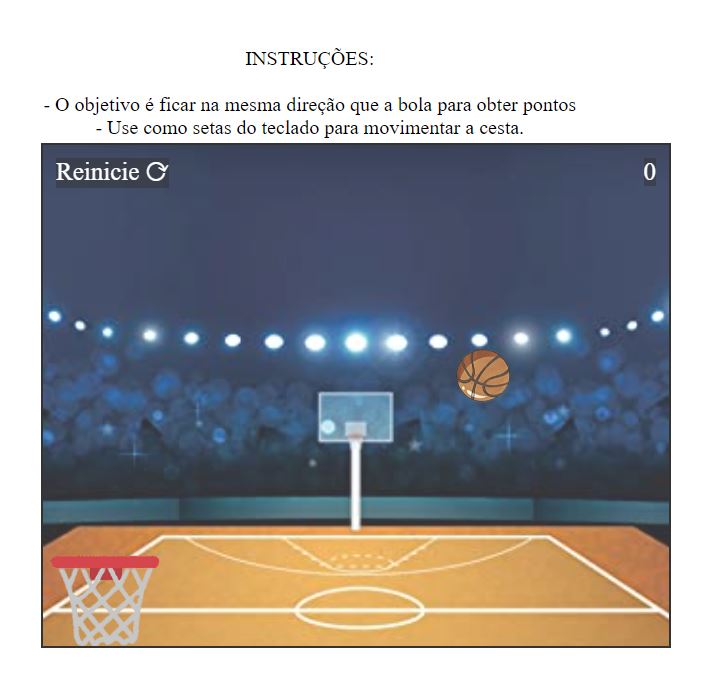 INSTRUÇÕES:
- O objetivo é ficar na mesma direção que a bola para obter pontos
- Use como setas do teclado para movimentar a cesta.
Reinicie ⟳ 0